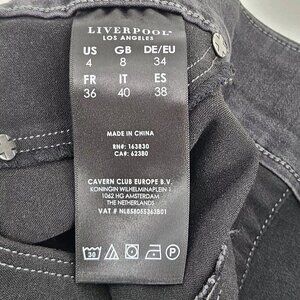 LIVERPOOL
LOS ANGELES
US GB DE/EU
4 8 34
FR IT ES
36 40 38
MADE IN CHINA
RN#: 163830
CA#: 62380
CAVERN CLUB EUROPE B.V.
KONINGIN WILHELMINAPLEIN 1
1062 HG AMSTERDAM
THE NETHERLANDS
VAT # NL858055363B01
30
P